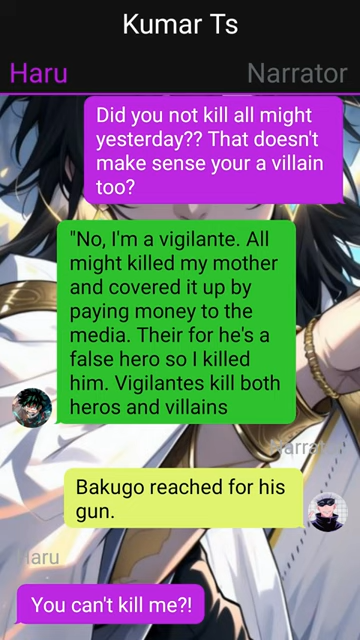 Kumar Ts
Haru
Narrator
Did you not kill all might
yesterday?? That doesn't
make sense your a villain
too?
"No, I'm a vigilante. All
might killed my mother
and covered it up by
paying money to the
media. Their for he's a
false hero so I killed
him. Vigilantes kill both
heros and villains
Narrator
Bakugo reached for his
gun.
Haru
You can't kill me?!